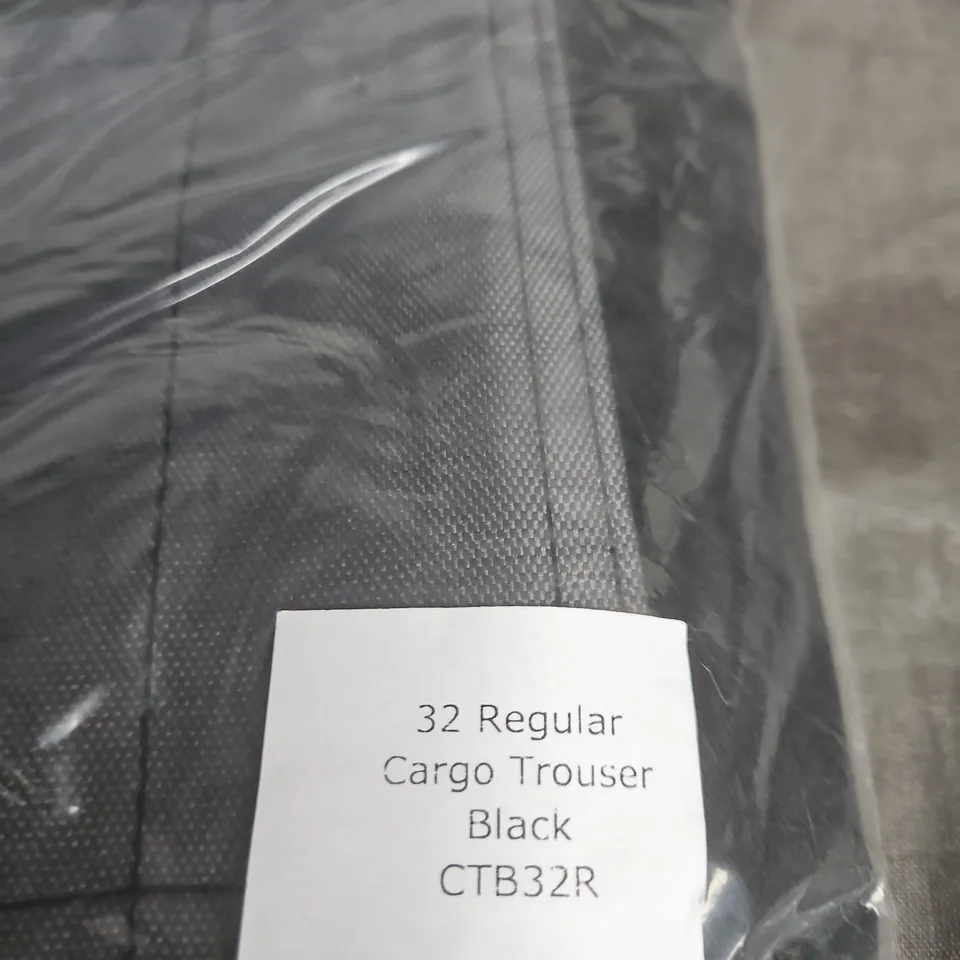 32 Regular
Cargo Trouser
Black
CTB32R